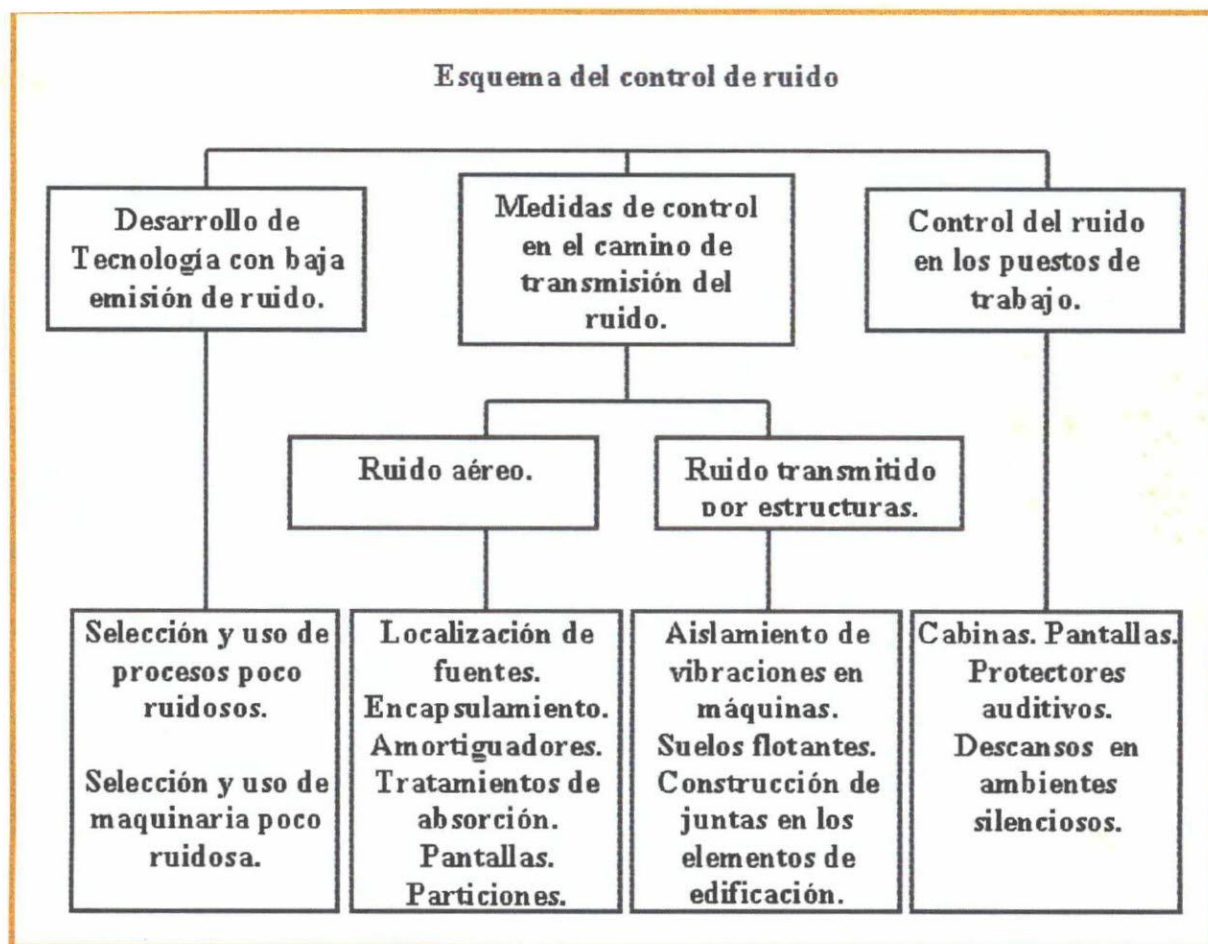 Esquema del control de ruido
Desarrollo de
Tecnología con baja
emisión de ruido.
Medidas de control
en el camino de
transmisión del
ruido.
Control del ruido
en los puestos de
trabajo.
Ruido aéreo.
Ruido transmitido
por estructuras.
Selección y uso de
procesos poco
ruidosos.
Selección y uso de
maquinaria poco
ruidosa.
Localización de
fuentes.
Encapsulamiento.
Amortiguadores.
Tratamientos de
absorción.
Pantallas.
Particiones.
Aislamiento de
vibraciones en
máquinas.
Suelos flotantes.
Construcción de
juntas en los
elementos de
edificación.
Cabinas. Pantallas.
Protectores
auditivos.
Descansos en
ambientes
silenciosos.